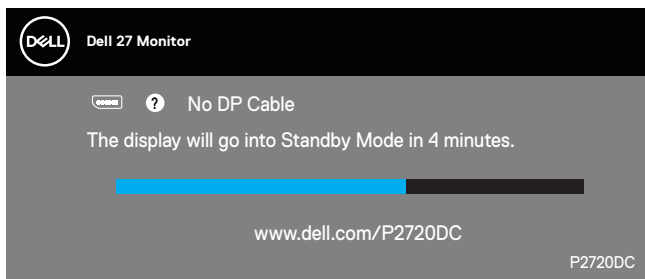 DELL
Dell 27 Monitor
? No DP Cable
The display will go into Standby Mode in 4 minutes.
www.dell.com/P2720DC
P2720DC